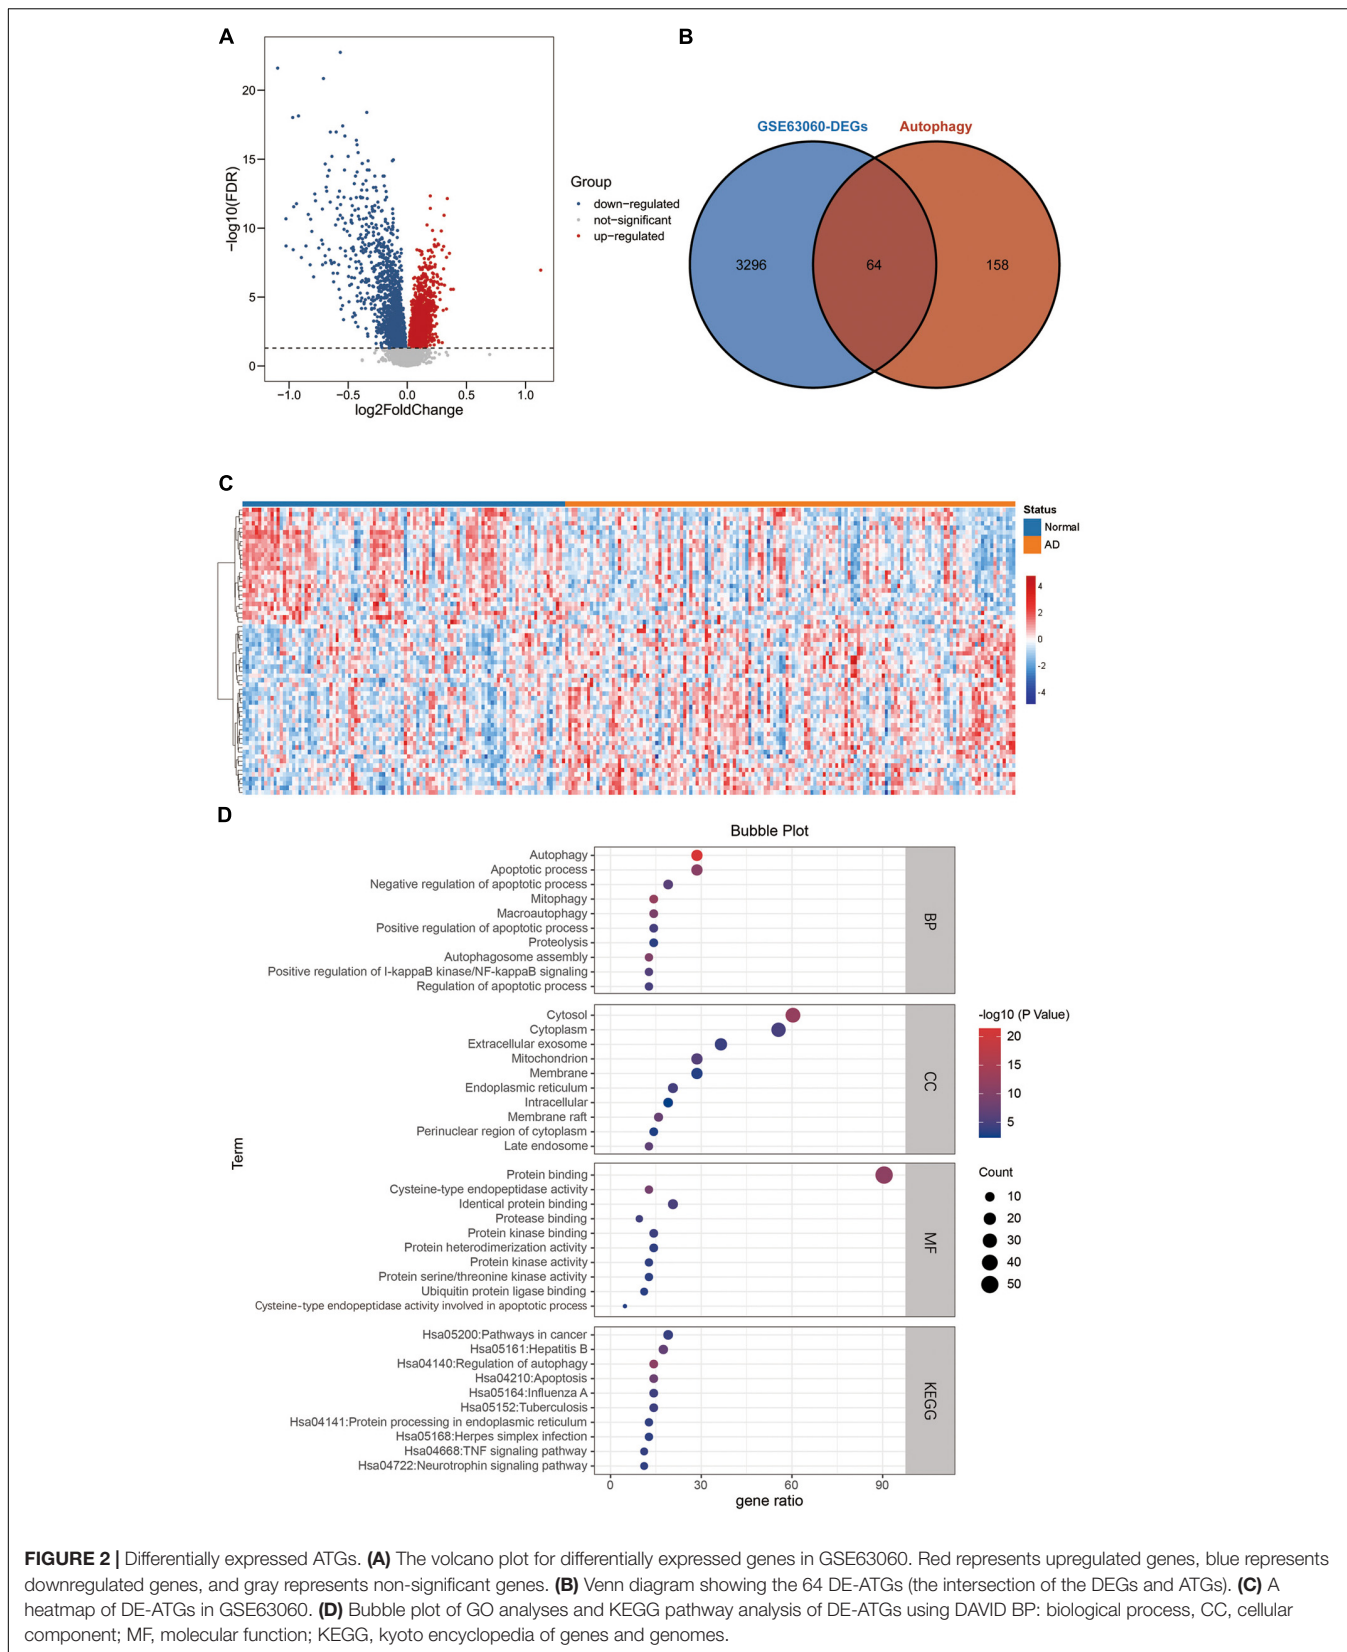 A
20
15
10
5
0
−log10(FDR)
−1.0 −0.5 0.0 0.5 1.0
log2FoldChange
Group
down−regulated
not−significant
up−regulated
B
GSE63060-DEGs Autophagy
3296 64 158
C
Status
Normal
AD
4
2
0
-2
-4
D
Bubble Plot
Term
Autophagy
Apoptotic process
Negative regulation of apoptotic process
Mitophagy
Macroautophagy
Positive regulation of apoptotic process
Proteolysis
Autophagosome assembly
Positive regulation of I-kappaB kinase/NF-kappaB signaling
Regulation of apoptotic process
BP
Cytosol
Cytoplasm
Extracellular exosome
Mitochondrion
Membrane
Endoplasmic reticulum
Intracellular
Membrane raft
Perinuclear region of cytoplasm
Late endosome
CC
Protein binding
Cysteine-type endopeptidase activity
Identical protein binding
Protease binding
Protein kinase binding
Protein heterodimerization activity
Protein kinase activity
Protein serine/threonine kinase activity
Ubiquitin protein ligase binding
Cysteine-type endopeptidase activity involved in apoptotic process
MF
Hsa05200:Pathways in cancer
Hsa05161:Hepatitis B
Hsa04140:Regulation of autophagy
Hsa04210:Apoptosis
Hsa05164:Influenza A
Hsa05152:Tuberculosis
Hsa04141:Protein processing in endoplasmic reticulum
Hsa05168:Herpes simplex infection
Hsa04668:TNF signaling pathway
Hsa04722:Neurotrophin signaling pathway
KEGG
0 30 60 90
gene ratio
-log10 (P Value)
20
15
10
5
Count
10
20
30
40
50
FIGURE 2 | Differentially expressed ATGs. (A) The volcano plot for differentially expressed genes in GSE63060. Red represents upregulated genes, blue represents
downregulated genes, and gray represents non-significant genes. (B) Venn diagram showing the 64 DE-ATGs (the intersection of the DEGs and ATGs). (C) A
heatmap of DE-ATGs in GSE63060. (D) Bubble plot of GO analyses and KEGG pathway analysis of DE-ATGs using DAVID BP: biological process, CC, cellular
component; MF, molecular function; KEGG, kyoto encyclopedia of genes and genomes.